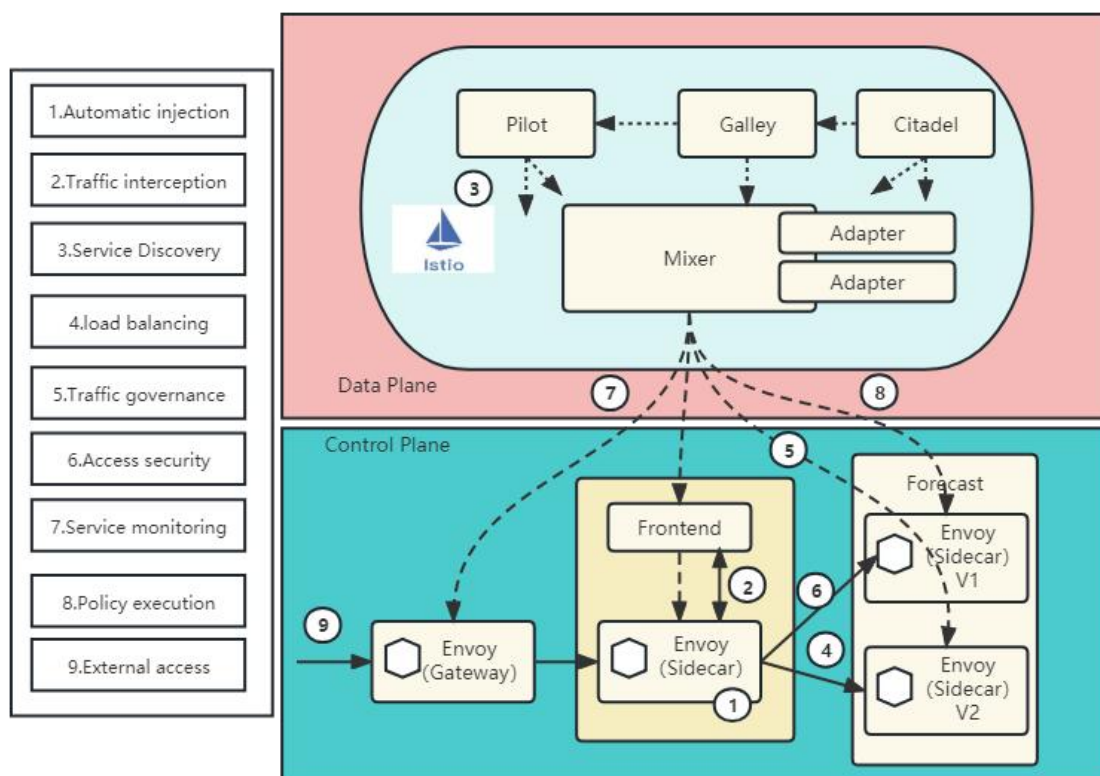 1.Automatic injection
2.Traffic interception
3.Service Discovery
4.load balancing
5.Traffic governance
6.Access security
7.Service monitoring
8.Policy execution
9.External access
Pilot
Galley
Citadel
3
Istio
Mixer
Adapter
Adapter
Data Plane
7
8
Control Plane
5
Forecast
Frontend
Envoy
(Sidecar)
V1
2
6
9
Envoy
(Gateway)
Envoy
(Sidecar)
1
4
Envoy
(Sidecar)
V2